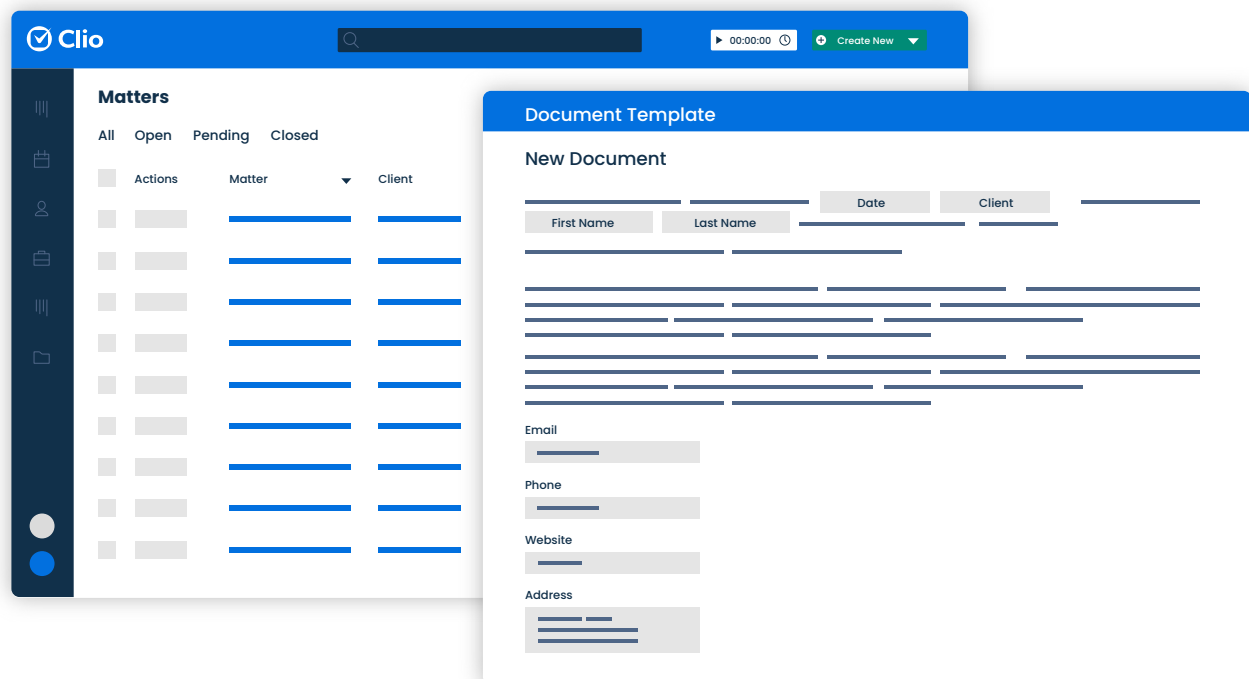 Clio
00:00:00
Create New
Matters
All Open Pending Closed
Actions Matter Client
Document Template
New Document
Date Client
First Name Last Name
Email
Phone
Website
Address